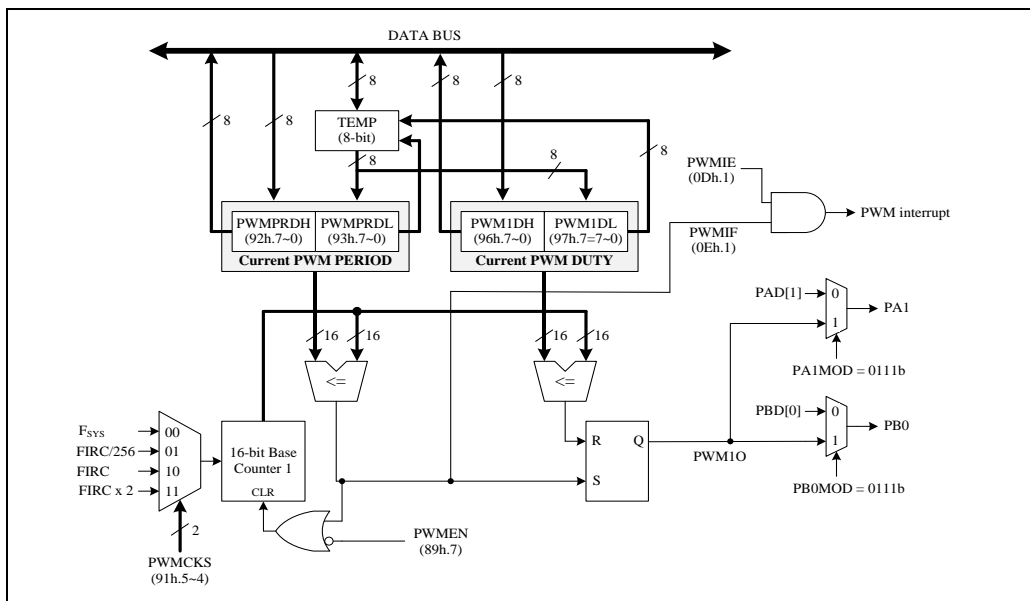 DATA BUS
8
8
8
8
8
TEMP
(8-bit)
8
8
8
PWMIE
(0Dh.1)
PWM interrupt
PWMIF
(0Eh.1)
PWMPRDH
(92h.7~0)
PWMPRDL
(93h.7~0)
Current PWM PERIOD
PWM1DH
(96h.7~0)
PWM1DL
(97h.7=7~0)
Current PWM DUTY
PAD[1]
0
1
PA1
PA1MOD = 0111b
16
16
16
16
<=
<=
PBD[0]
0
1
PB0
PB0MOD = 0111b
FSYS
00
FIRC/256
01
FIRC
10
FIRC x 2
11
16-bit Base
Counter 1
CLR
R
Q
S
PWM1O
2
PWMCKS
(91h.5~4)
PWMEN
(89h.7)